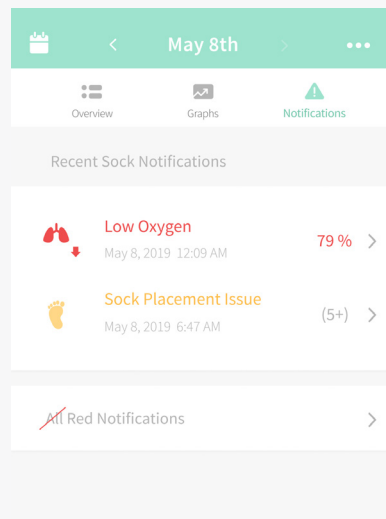 May 8th
Overview Graphs Notifications
Recent Sock Notifications
Low Oxygen
79 %
May 8, 2019 12:09 AM
Sock Placement Issue
(5+)
May 8, 2019 6:47 AM
All Red Notifications